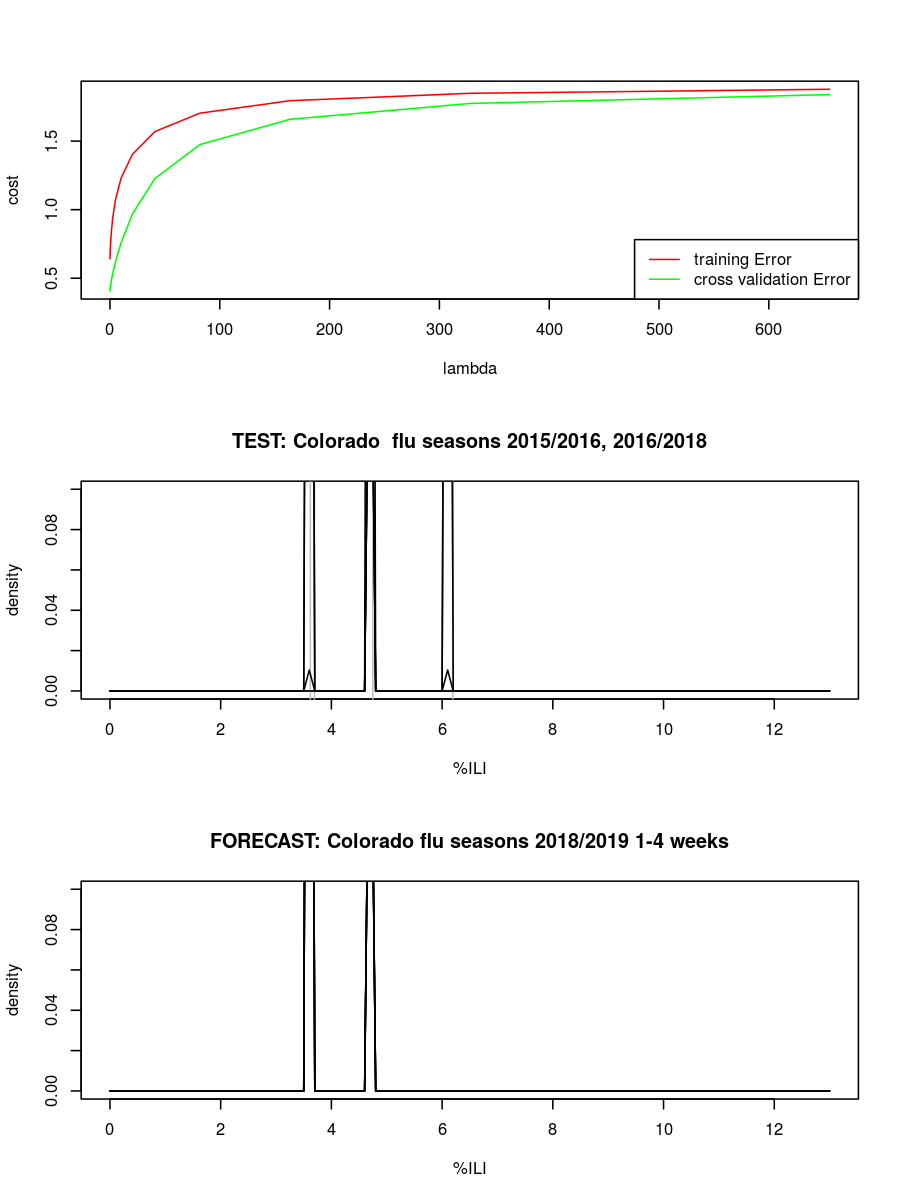 cost
1.5
1.0
0.5
training Error
cross validation Error
0 100 200 300 400 500 600
lambda
TEST: Colorado  flu seasons 2015/2016, 2016/2018
density
0.08
0.04
0.00
0 2 4 6 8 10 12
%ILI
FORECAST: Colorado flu seasons 2018/2019 1-4 weeks
density
0.08
0.04
0.00
0 2 4 6 8 10 12
%ILI